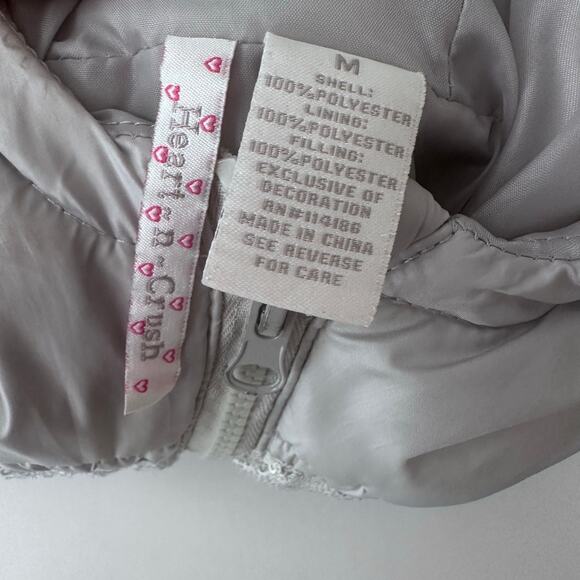 Heart-n-Crush
M
SHELL:
100%POLYESTER
LINING:
100%POLYESTER
FILLING:
100%POLYESTER
EXCLUSIVE OF
DECORATION
RN#114186
MADE IN CHINA
SEE REVERSE
FOR CARE